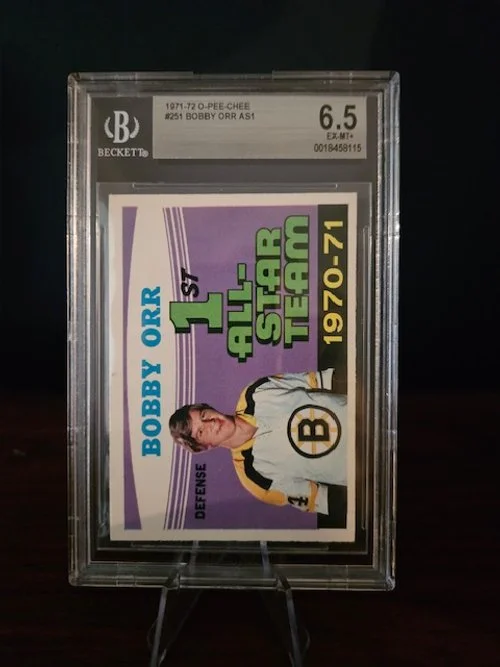 1971-72 O-PEE-CHEE
#251 BOBBY ORR AS1
B
BECKETT®
6.5
EX-MT+
0018458115
BOBBY ORR
1ST
ALL-
STAR
TEAM
1970-71
DEFENSE
B
4